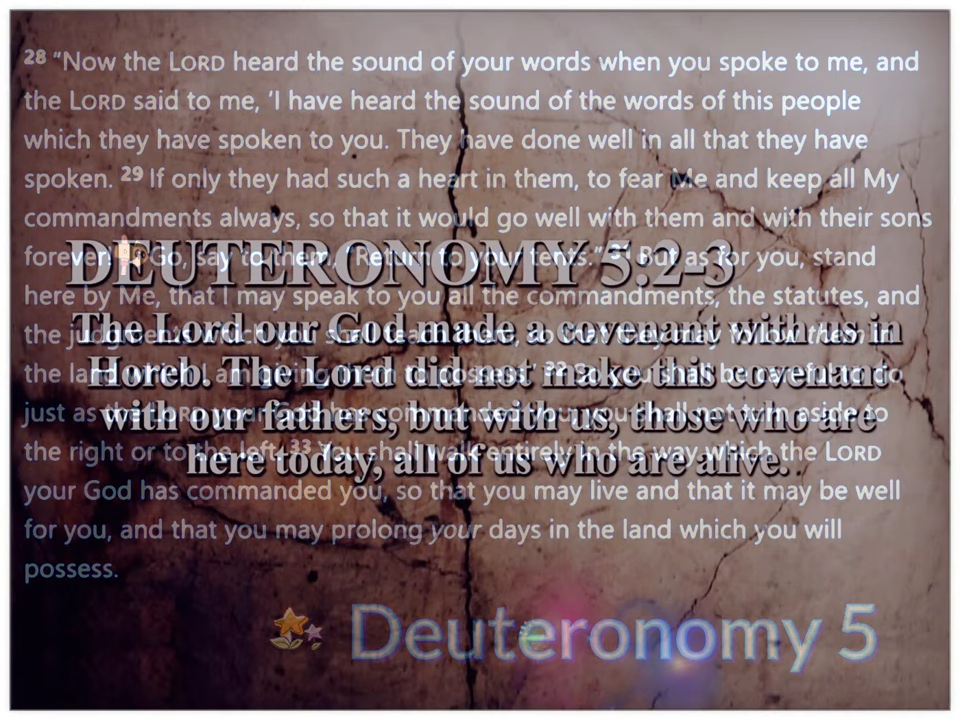 28 "Now the LORD heard the sound of your words when you spoke to me, and
the LORD said to me, 'I have heard the sound of the words of this people
which they have spoken to you. They have done well in all that they have
spoken. 29 If only they had such a heart in them, to fear Me and keep all My
commandments always, so that it would go well with them and with their sons
forever! Go, say to them, "Return to your tents." 31 But as for you, stand
here by Me, that I may speak to you all the commandments, the statutes, and
the judgments which you shall teach them, so that they may follow them in
the land which I am giving them to possess.' 32 So you shall be careful to do
just as the LORD your God has commanded you; you shall not turn aside to
the right or to the left. 33 You shall walk entirely in the way which the LORD
your God has commanded you, so that you may live and that it may be well
for you, and that you may prolong your days in the land which you will
possess.
DEUTERONOMY 5:2-3
The Lord our God made a covenant with us in
Horeb. The Lord did not make this covenant
with our fathers, but with us, those who are
here today, all of us who are alive.
Deuteronomy 5